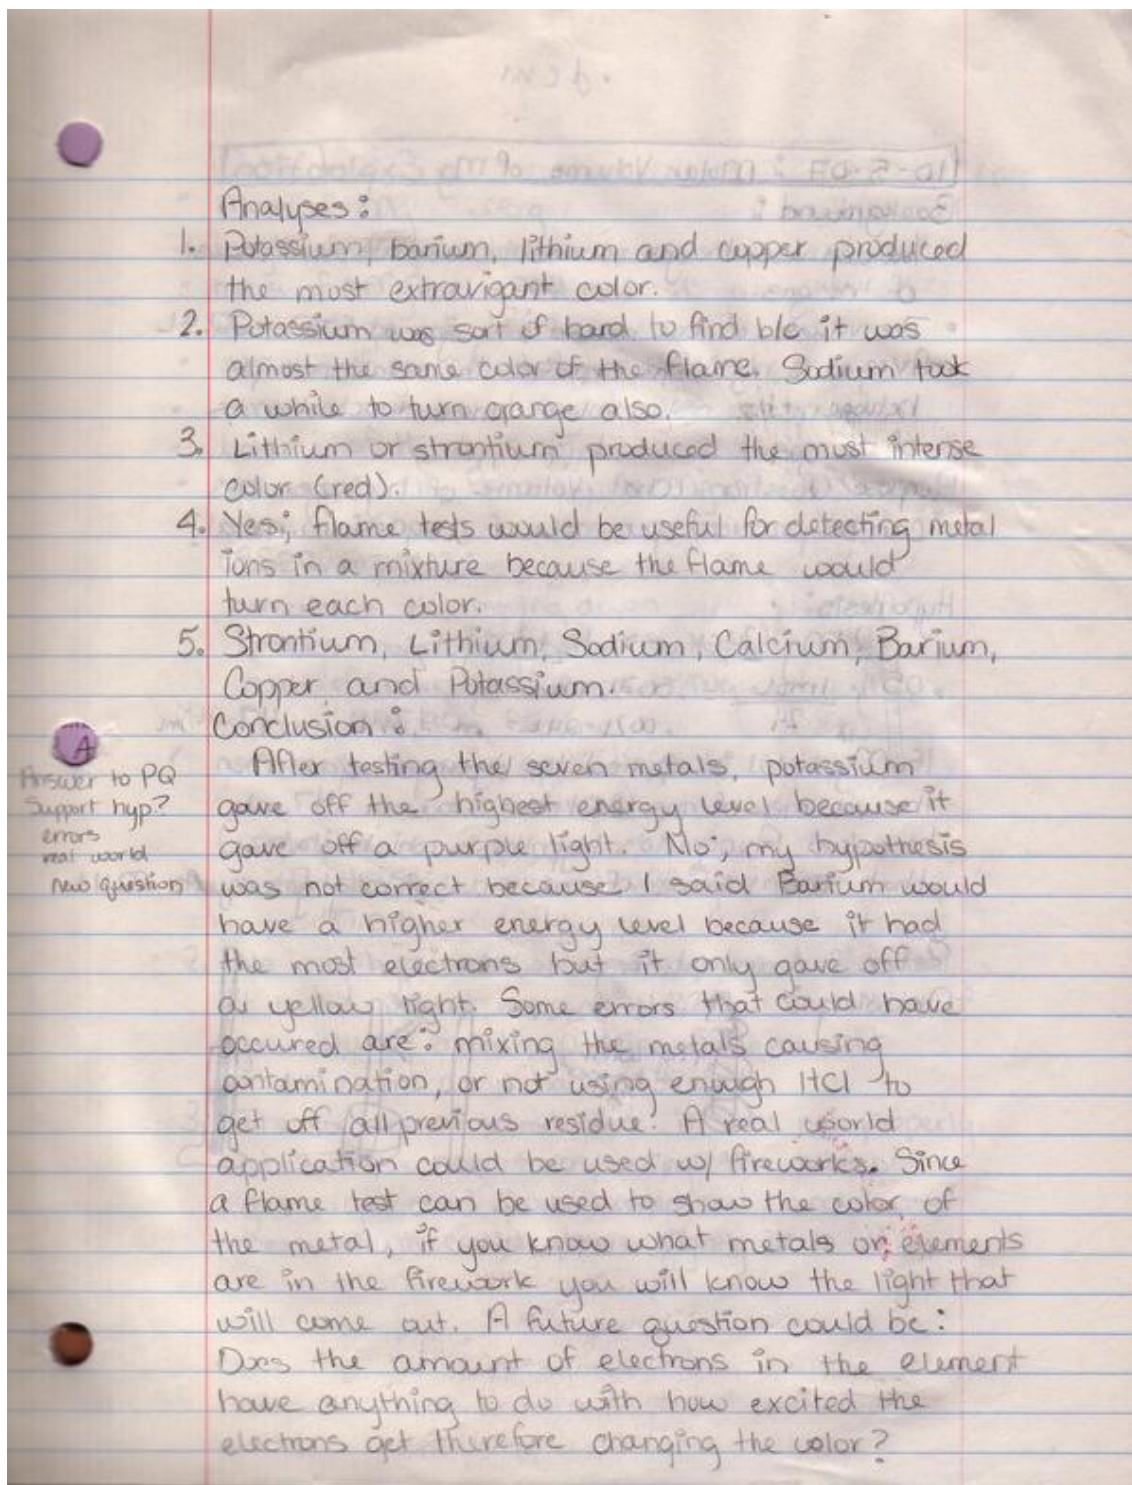 Analyses:
1. Potassium, barium, lithium and copper produced
the most extravigant color.
2. Potassium was sort of hard to find b/c it was
almost the same color of the flame. Sodium took
a while to turn orange also.
3. Lithium or strontium produced the most intense
color (red).
4. Yes; flame tests would be useful for detecting metal
ions in a mixture because the flame would
turn each color.
5. Strontium, Lithium, Sodium, Calcium, Barium,
Copper and Potassium.
Conclusion:
A
Answer to PQ
Support hyp?
errors
real world
new question
After testing the seven metals, potassium
gave off the highest energy level because it
gave off a purple light. No; my hypothesis
was not correct because I said Barium would
have a higher energy level because it had
the most electrons but it only gave off
a yellow light. Some errors that could have
occured are: mixing the metals causing
contamination, or not using enough HCl to
get off all previous residue. A real world
application could be used w/ fireworks. Since
a flame test can be used to show the color of
the metal, if you know what metals or elements
are in the firework you will know the light that
will come out. A future question could be:
Does the amount of electrons in the element
have anything to do with how excited the
electrons get therefore changing the color?